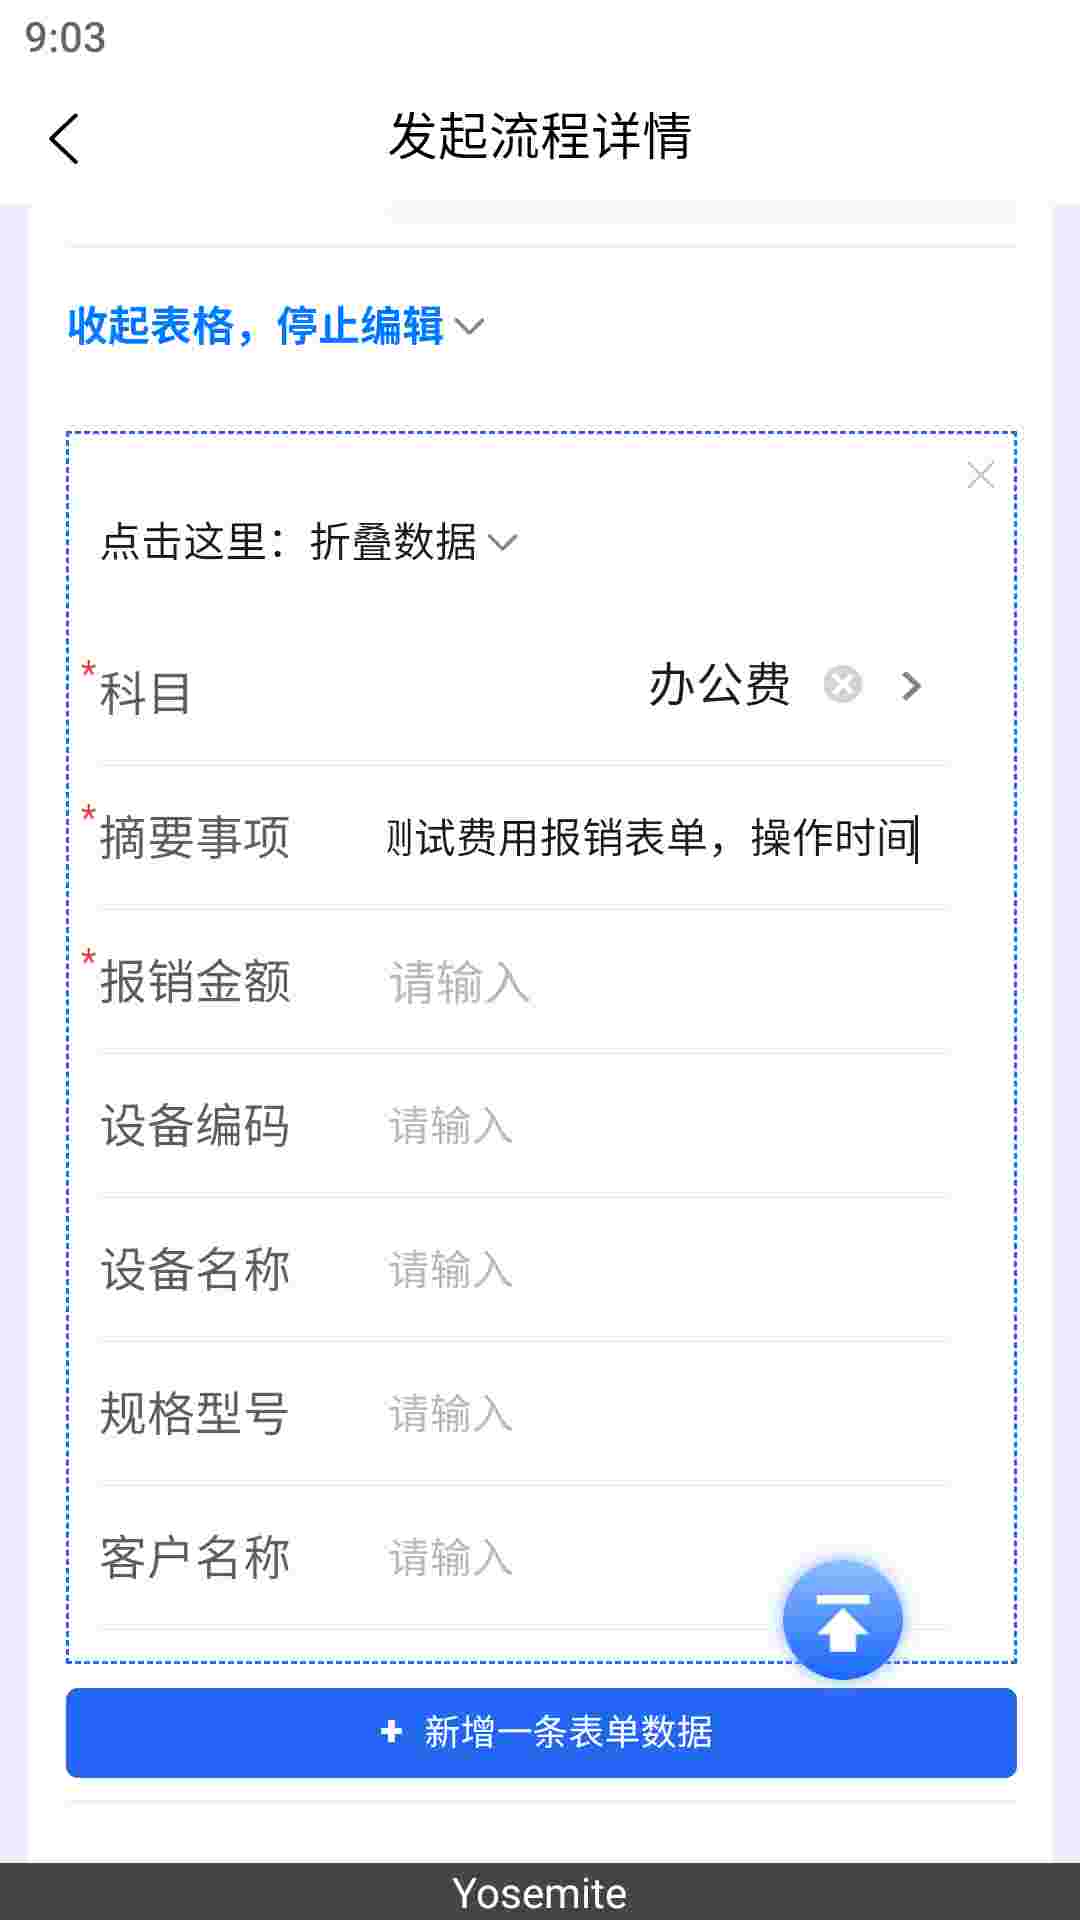 9:03
发起流程详情
收起表格，停止编辑
点击这里：折叠数据
*科目 办公费
*摘要事项 测试费用报销表单，操作时间
*报销金额 请输入
设备编码 请输入
设备名称 请输入
规格型号 请输入
客户名称 请输入
+ 新增一条表单数据
Yosemite